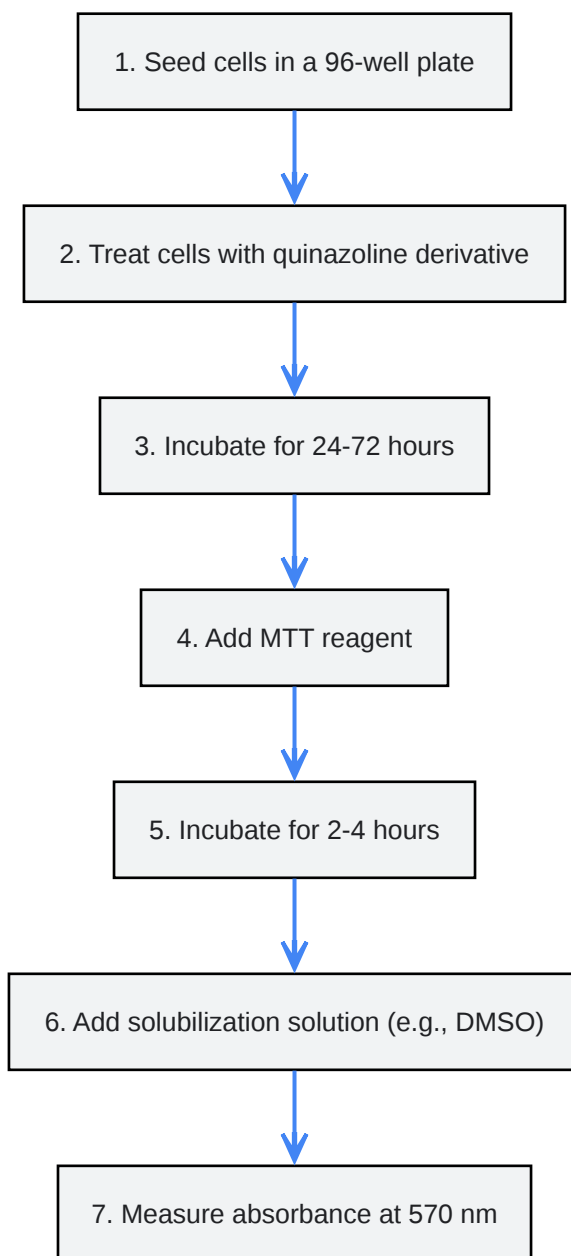 1. Seed cells in a 96-well plate
2. Treat cells with quinazoline derivative
3. Incubate for 24-72 hours
4. Add MTT reagent
5. Incubate for 2-4 hours
6. Add solubilization solution (e.g., DMSO)
7. Measure absorbance at 570 nm